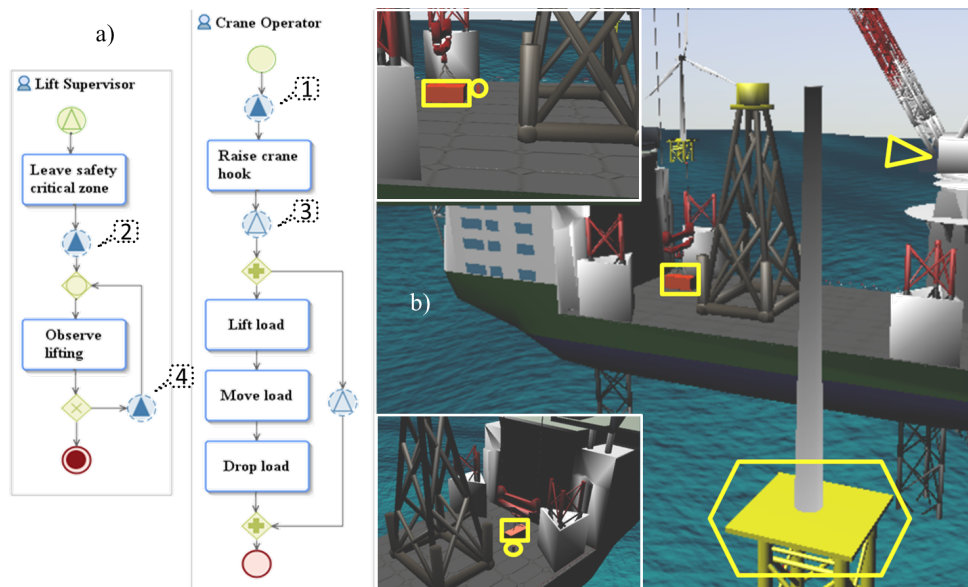 a)
Lift Supervisor
Leave safety
critical zone
2
Observe
lifting
4
Crane Operator
1
Raise crane
hook
3
Lift load
Move load
Drop load
b)